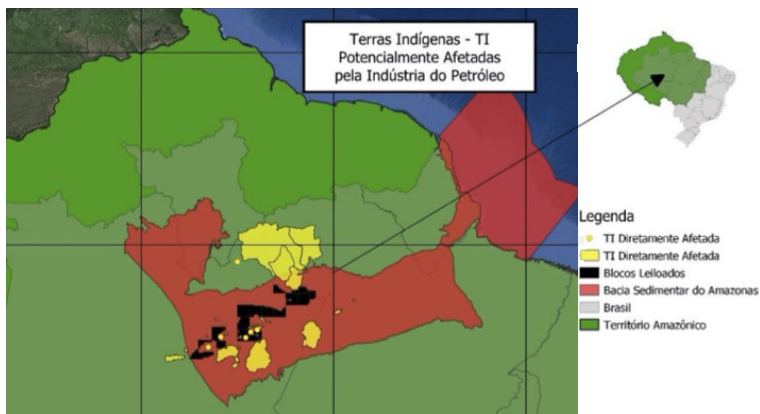 Terras Indígenas - TI
Potencialmente Afetadas
pela Indústria do Petróleo
Legenda
TI Diretamente Afetada
TI Diretamente Afetada
Blocos Leiloados
Bacia Sedimentar do Amazonas
Brasil
Território Amazônico